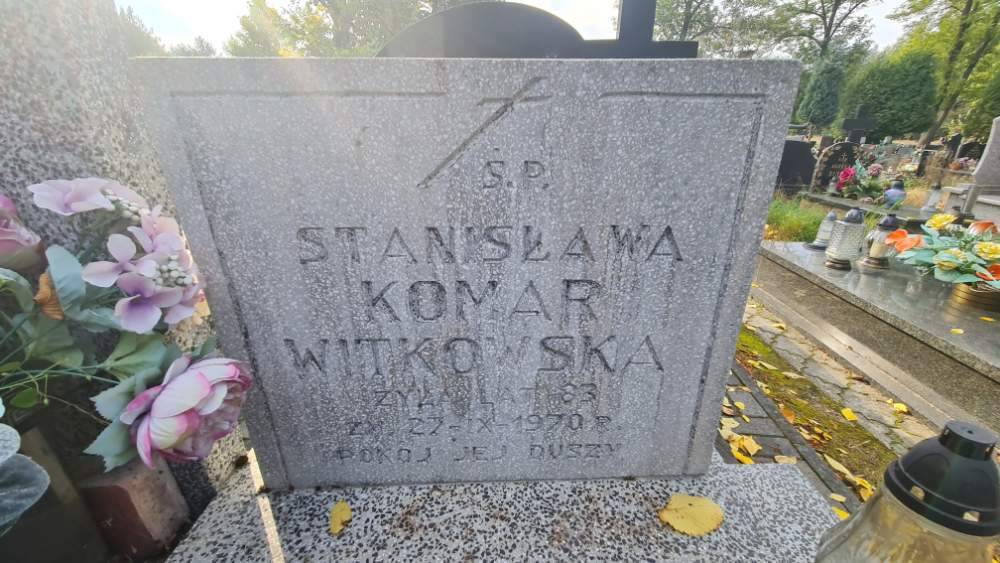 Ś.P.
STANISŁAWA
KOMAR
WITKOWSKA
ŻYŁA LAT 83
ZM. 27-IX-1970 R.
POKÓJ JEJ DUSZY